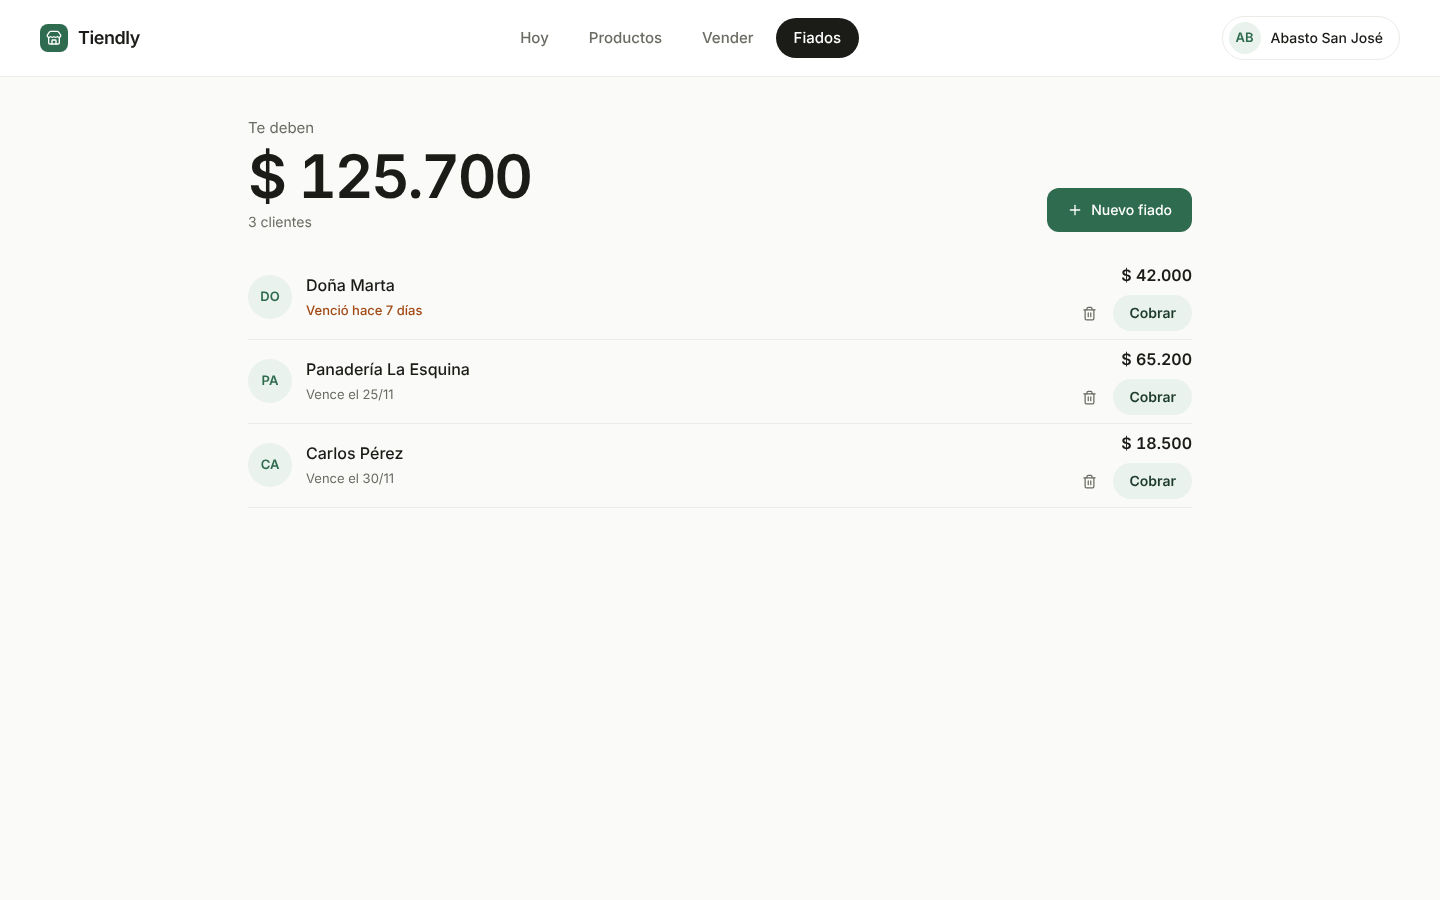 Tiendly
Hoy
Productos
Vender
Fiados
AB
Abasto San José
Te deben
$ 125.700
3 clientes
Nuevo fiado
DO
Doña Marta
Venció hace 7 días
$ 42.000
Cobrar
PA
Panadería La Esquina
Vence el 25/11
$ 65.200
Cobrar
CA
Carlos Pérez
Vence el 30/11
$ 18.500
Cobrar